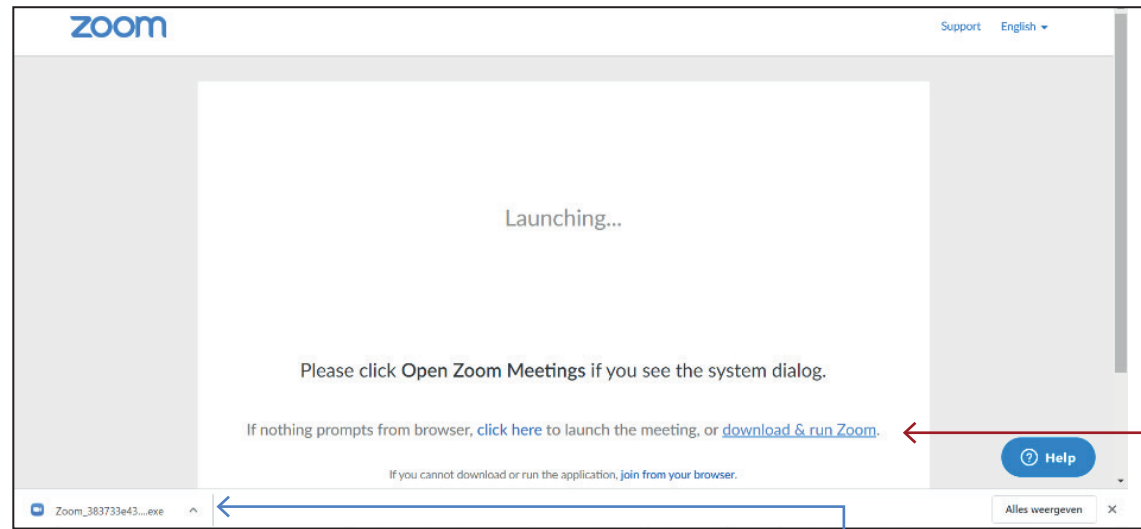 zoom
Support English
Launching...
Please click Open Zoom Meetings if you see the system dialog.
If nothing prompts from browser, click here to launch the meeting, or download & run Zoom.
If you cannot download or run the application, join from your browser.
Help
Zoom_383733e43....exe
Alles weergeven